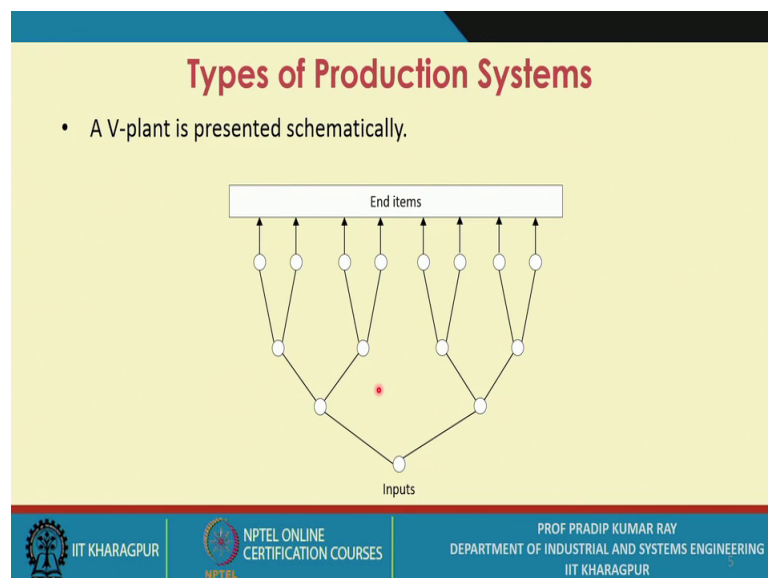 Types of Production Systems
• A V-plant is presented schematically.
End items
Inputs
IIT KHARAGPUR
NPTEL ONLINE
CERTIFICATION COURSES
NPTEL
PROF PRADIP KUMAR RAY
DEPARTMENT OF INDUSTRIAL AND SYSTEMS ENGINEERING
IIT KHARAGPUR
5